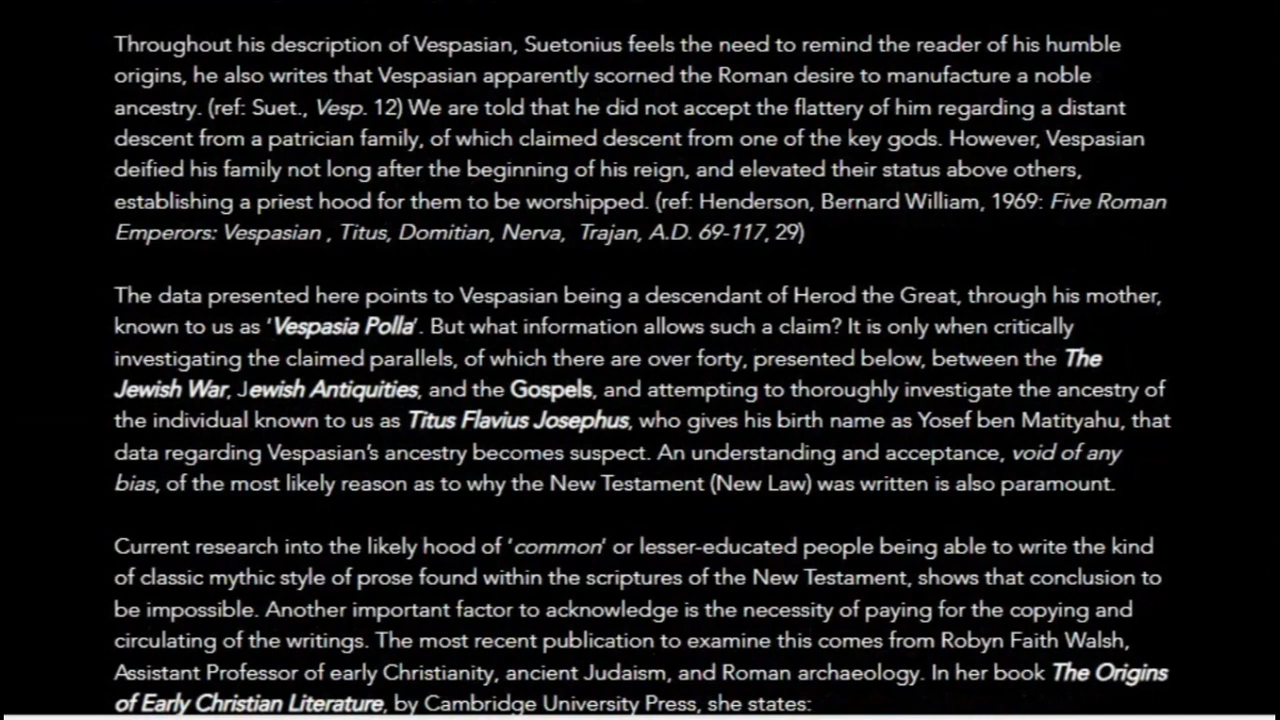 Throughout his description of Vespasian, Suetonius feels the need to remind the reader of his humble
origins, he also writes that Vespasian apparently scorned the Roman desire to manufacture a noble
ancestry. (ref: Suet., Vesp. 12) We are told that he did not accept the flattery of him regarding a distant
descent from a patrician family, of which claimed descent from one of the key gods. However, Vespasian
deified his family not long after the beginning of his reign, and elevated their status above others,
establishing a priest hood for them to be worshipped. (ref: Henderson, Bernard William, 1969: Five Roman
Emperors: Vespasian , Titus, Domitian, Nerva, Trajan, A.D. 69-117, 29)
The data presented here points to Vespasian being a descendant of Herod the Great, through his mother,
known to us as 'Vespasia Polla'. But what information allows such a claim? It is only when critically
investigating the claimed parallels, of which there are over forty, presented below, between the The
Jewish War, Jewish Antiquities, and the Gospels, and attempting to thoroughly investigate the ancestry of
the individual known to us as Titus Flavius Josephus, who gives his birth name as Yosef ben Matityahu, that
data regarding Vespasian's ancestry becomes suspect. An understanding and acceptance, void of any
bias, of the most likely reason as to why the New Testament (New Law) was written is also paramount.
Current research into the likely hood of 'common' or lesser-educated people being able to write the kind
of classic mythic style of prose found within the scriptures of the New Testament, shows that conclusion to
be impossible. Another important factor to acknowledge is the necessity of paying for the copying and
circulating of the writings. The most recent publication to examine this comes from Robyn Faith Walsh,
Assistant Professor of early Christianity, ancient Judaism, and Roman archaeology. In her book The Origins
of Early Christian Literature, by Cambridge University Press, she states: